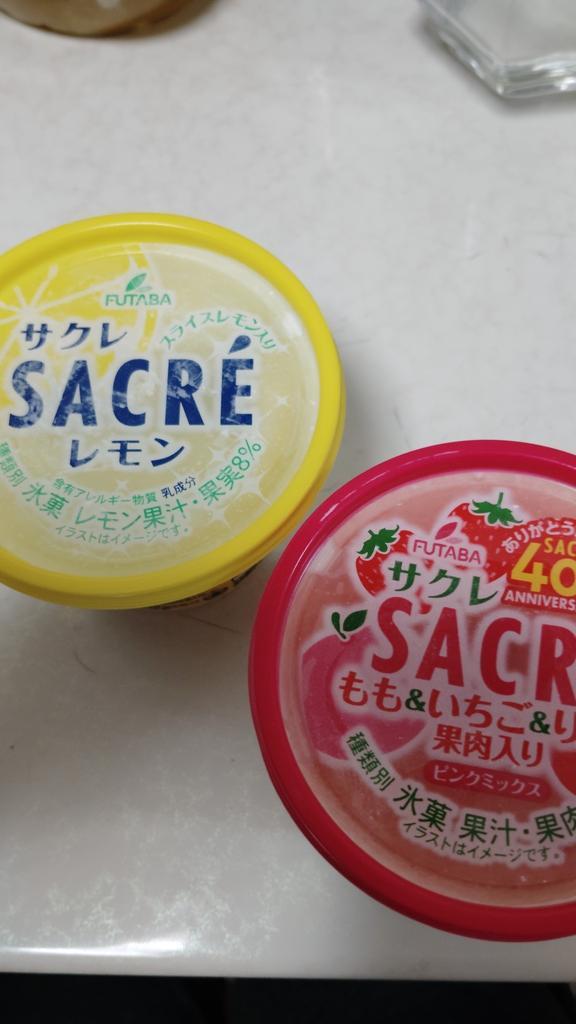 FUTABA
サクレ
スライスレモン入り
SACRÉ
レモン
含有アレルギー物質 乳成分
種類別 氷菓 レモン果汁・果実8%
イラストはイメージです。
FUTABA
ありがとう
サクレ
SAC
40
ANNIVERS
SACR
もも&いちご&り
果肉入り
ピンクミックス
種類別 氷菓 果汁・果肉
イラストはイメージです。